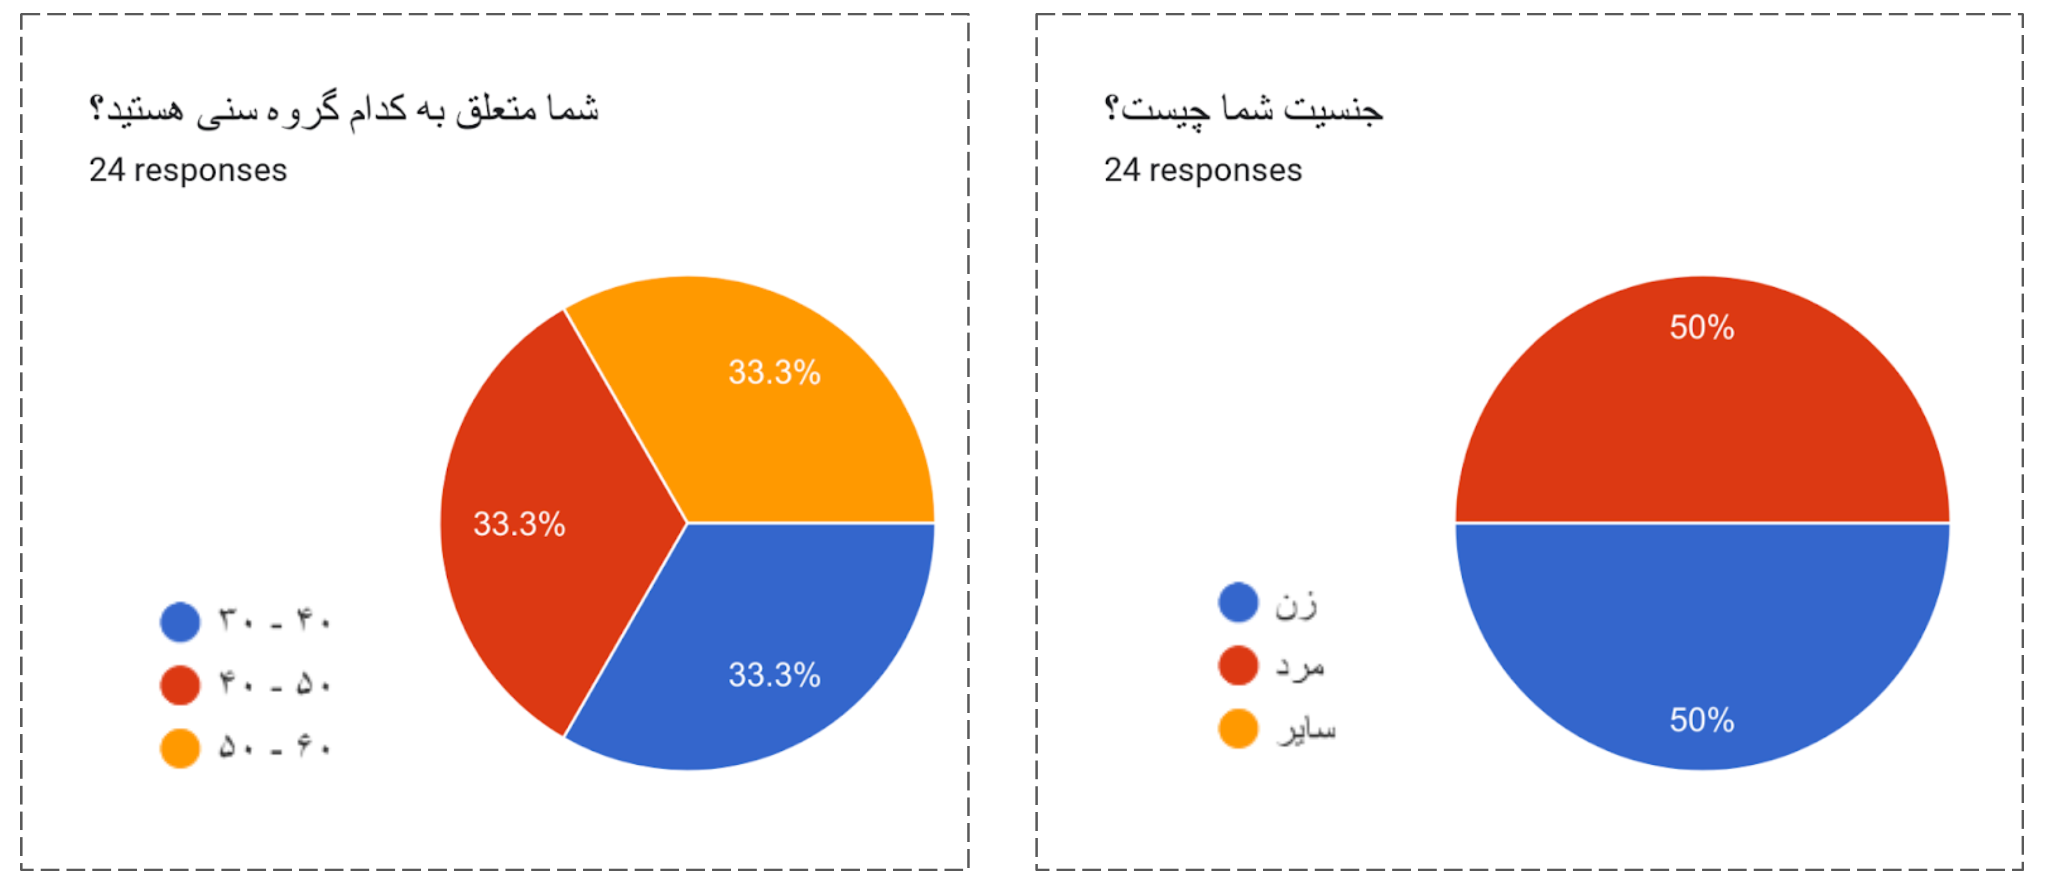 شما متعلق به کدام گروه سنی هستید؟
24 responses
33.3%
33.3%
33.3%
۳۰ - ۴۰
۴۰ - ۵۰
۵۰ - ۶۰
جنسیت شما چیست؟
24 responses
50%
50%
زن
مرد
سایر